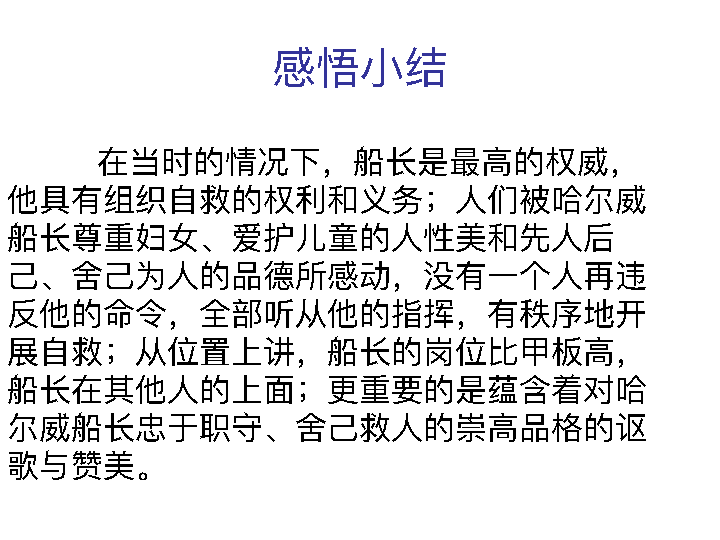 感悟小结
在当时的情况下，船长是最高的权威，
他具有组织自救的权利和义务；人们被哈尔威
船长尊重妇女、爱护儿童的人性美和先人后
己、舍己为人的品德所感动，没有一个人再违
反他的命令，全部听从他的指挥，有秩序地开
展自救；从位置上讲，船长的岗位比甲板高，
船长在其他人的上面；更重要的是蕴含着对哈
尔威船长忠于职守、舍己救人的崇高品格的讴
歌与赞美。